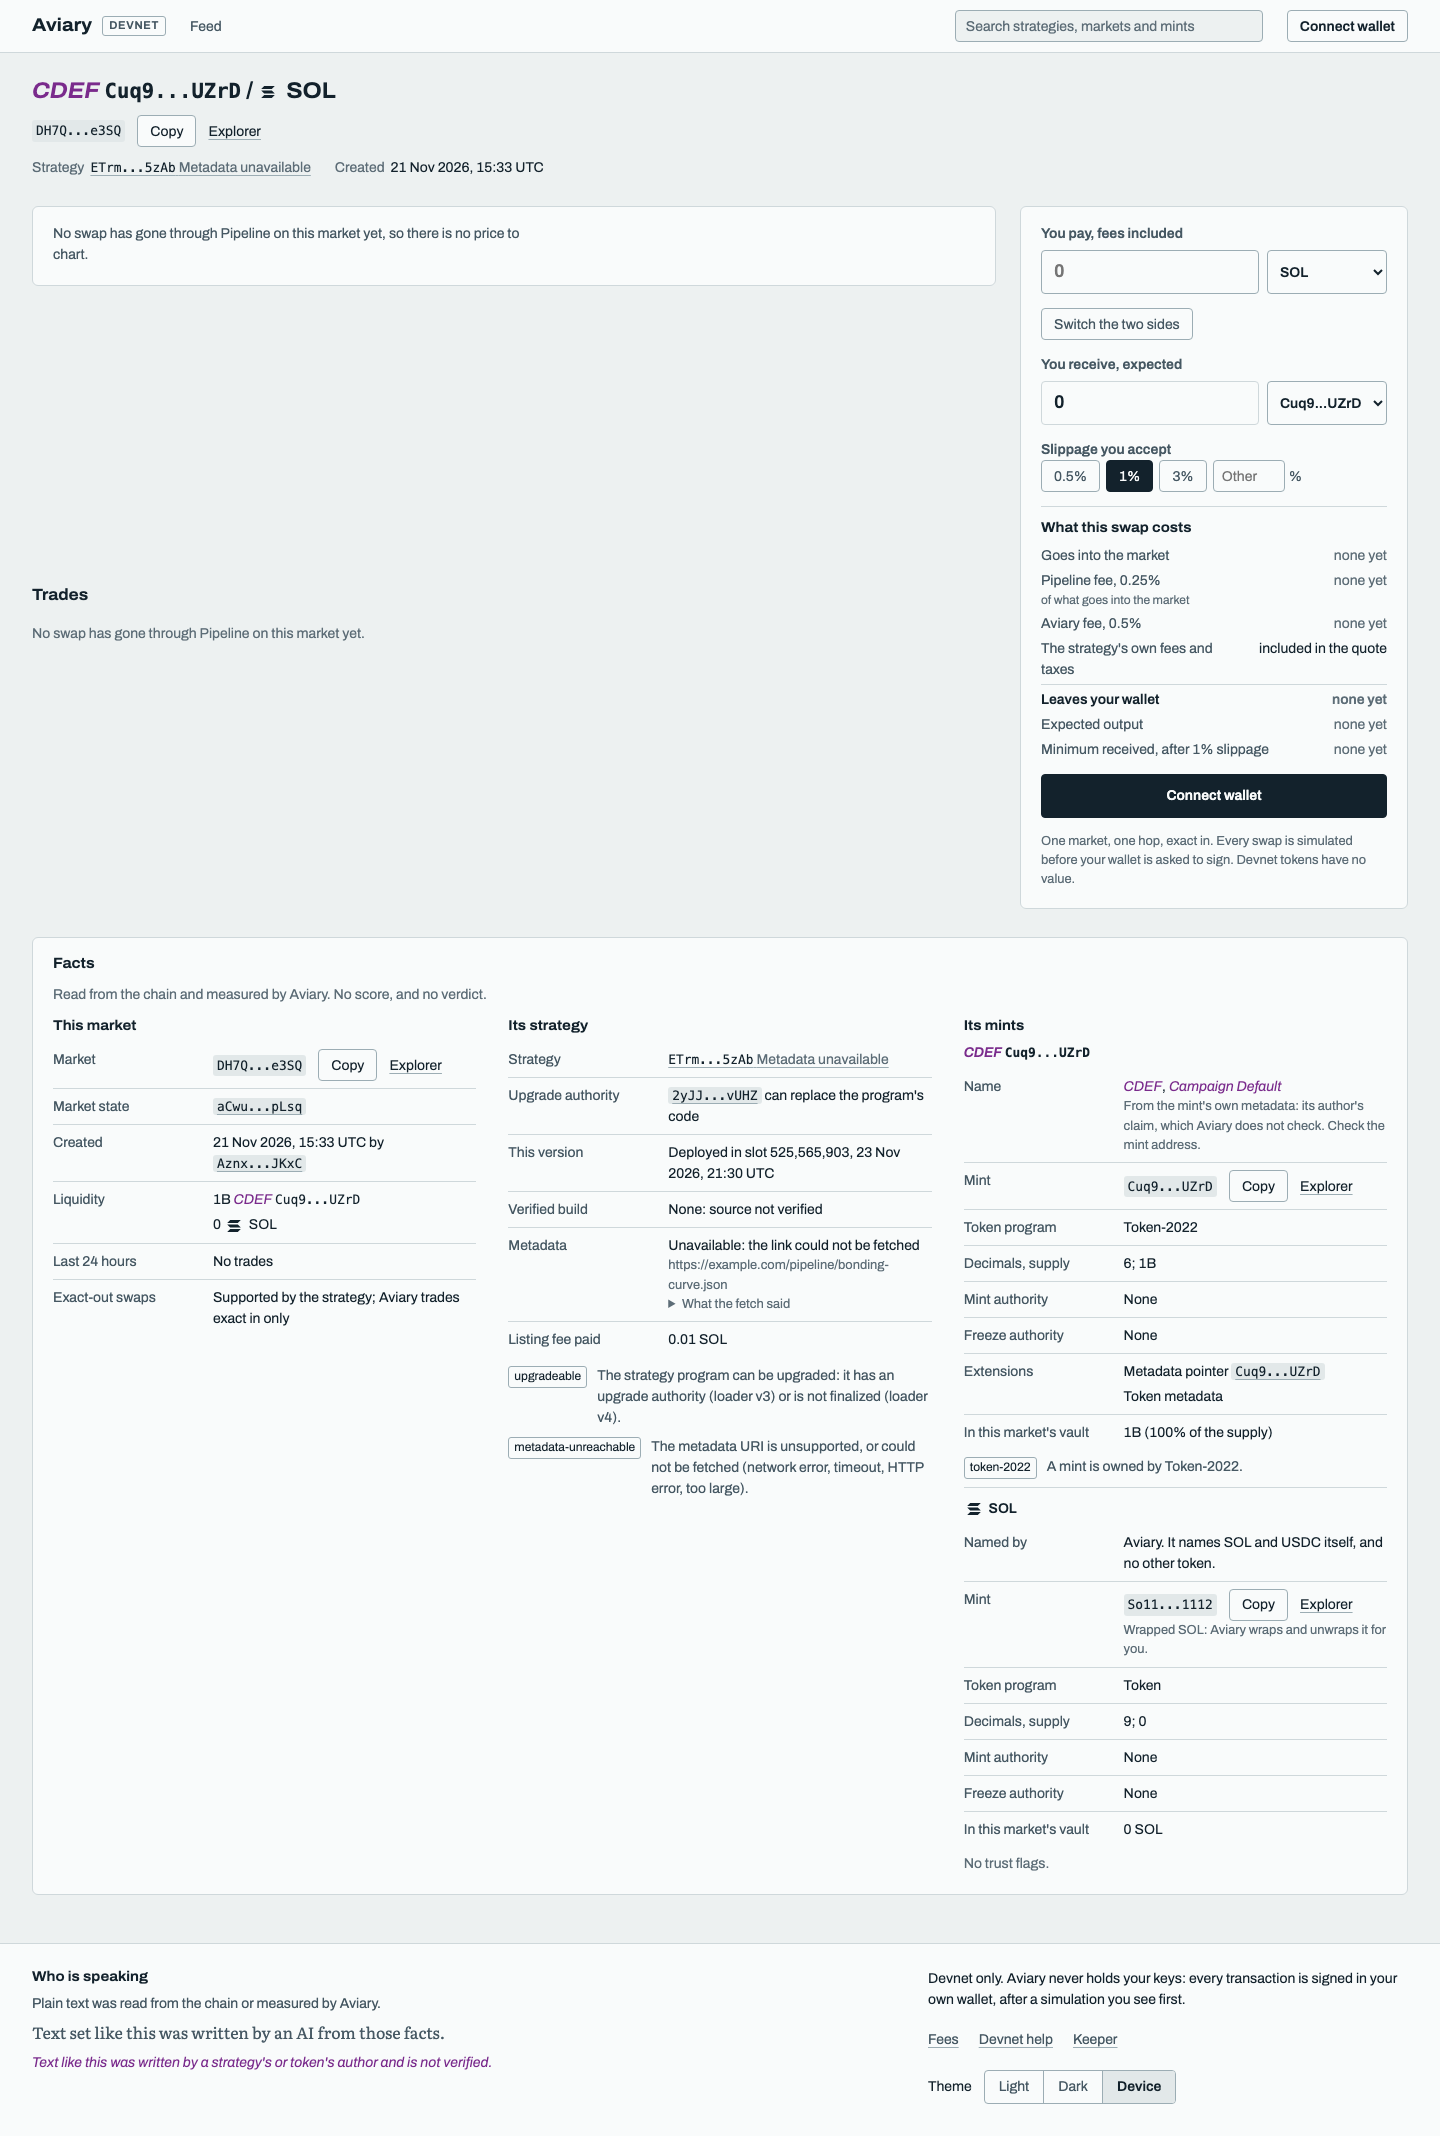 Aviary DEVNET Feed Search strategies, markets and mints Connect wallet
CDEF Cuq9...UZrD / SOL
DH7Q...e3SQ Copy Explorer
Strategy ETrm...5zAb Metadata unavailable Created 21 Nov 2026, 15:33 UTC
No swap has gone through Pipeline on this market yet, so there is no price to
chart.
Trades
No swap has gone through Pipeline on this market yet.
You pay, fees included
0 SOL
Switch the two sides
You receive, expected
0 Cuq9...UZrD
Slippage you accept
0.5% 1% 3% Other %
What this swap costs
Goes into the market none yet
Pipeline fee, 0.25% none yet
of what goes into the market
Aviary fee, 0.5% none yet
The strategy's own fees and included in the quote
taxes
Leaves your wallet none yet
Expected output none yet
Minimum received, after 1% slippage none yet
Connect wallet
One market, one hop, exact in. Every swap is simulated
before your wallet is asked to sign. Devnet tokens have no
value.
Facts
Read from the chain and measured by Aviary. No score, and no verdict.
This market
Market DH7Q...e3SQ Copy Explorer
Market state aCwu...pLsq
Created 21 Nov 2026, 15:33 UTC by
Aznx...JKxC
Liquidity 1B CDEF Cuq9...UZrD
0 SOL
Last 24 hours No trades
Exact-out swaps Supported by the strategy; Aviary trades
exact in only
Its strategy
Strategy ETrm...5zAb Metadata unavailable
Upgrade authority 2yJJ...vUHZ can replace the program's
code
This version Deployed in slot 525,565,903, 23 Nov
2026, 21:30 UTC
Verified build None: source not verified
Metadata Unavailable: the link could not be fetched
https://example.com/pipeline/bonding-
curve.json
▶ What the fetch said
Listing fee paid 0.01 SOL
upgradeable The strategy program can be upgraded: it has an
upgrade authority (loader v3) or is not finalized (loader
v4).
metadata-unreachable The metadata URI is unsupported, or could
not be fetched (network error, timeout, HTTP
error, too large).
Its mints
CDEF Cuq9...UZrD
Name CDEF, Campaign Default
From the mint's own metadata: its author's
claim, which Aviary does not check. Check the
mint address.
Mint Cuq9...UZrD Copy Explorer
Token program Token-2022
Decimals, supply 6; 1B
Mint authority None
Freeze authority None
Extensions Metadata pointer Cuq9...UZrD
Token metadata
In this market's vault 1B (100% of the supply)
token-2022 A mint is owned by Token-2022.
SOL
Named by Aviary. It names SOL and USDC itself, and
no other token.
Mint So11...1112 Copy Explorer
Wrapped SOL: Aviary wraps and unwraps it for
you.
Token program Token
Decimals, supply 9; 0
Mint authority None
Freeze authority None
In this market's vault 0 SOL
No trust flags.
Who is speaking
Plain text was read from the chain or measured by Aviary.
Text set like this was written by an AI from those facts.
Text like this was written by a strategy's or token's author and is not verified.
Devnet only. Aviary never holds your keys: every transaction is signed in your
own wallet, after a simulation you see first.
Fees Devnet help Keeper
Theme Light Dark Device